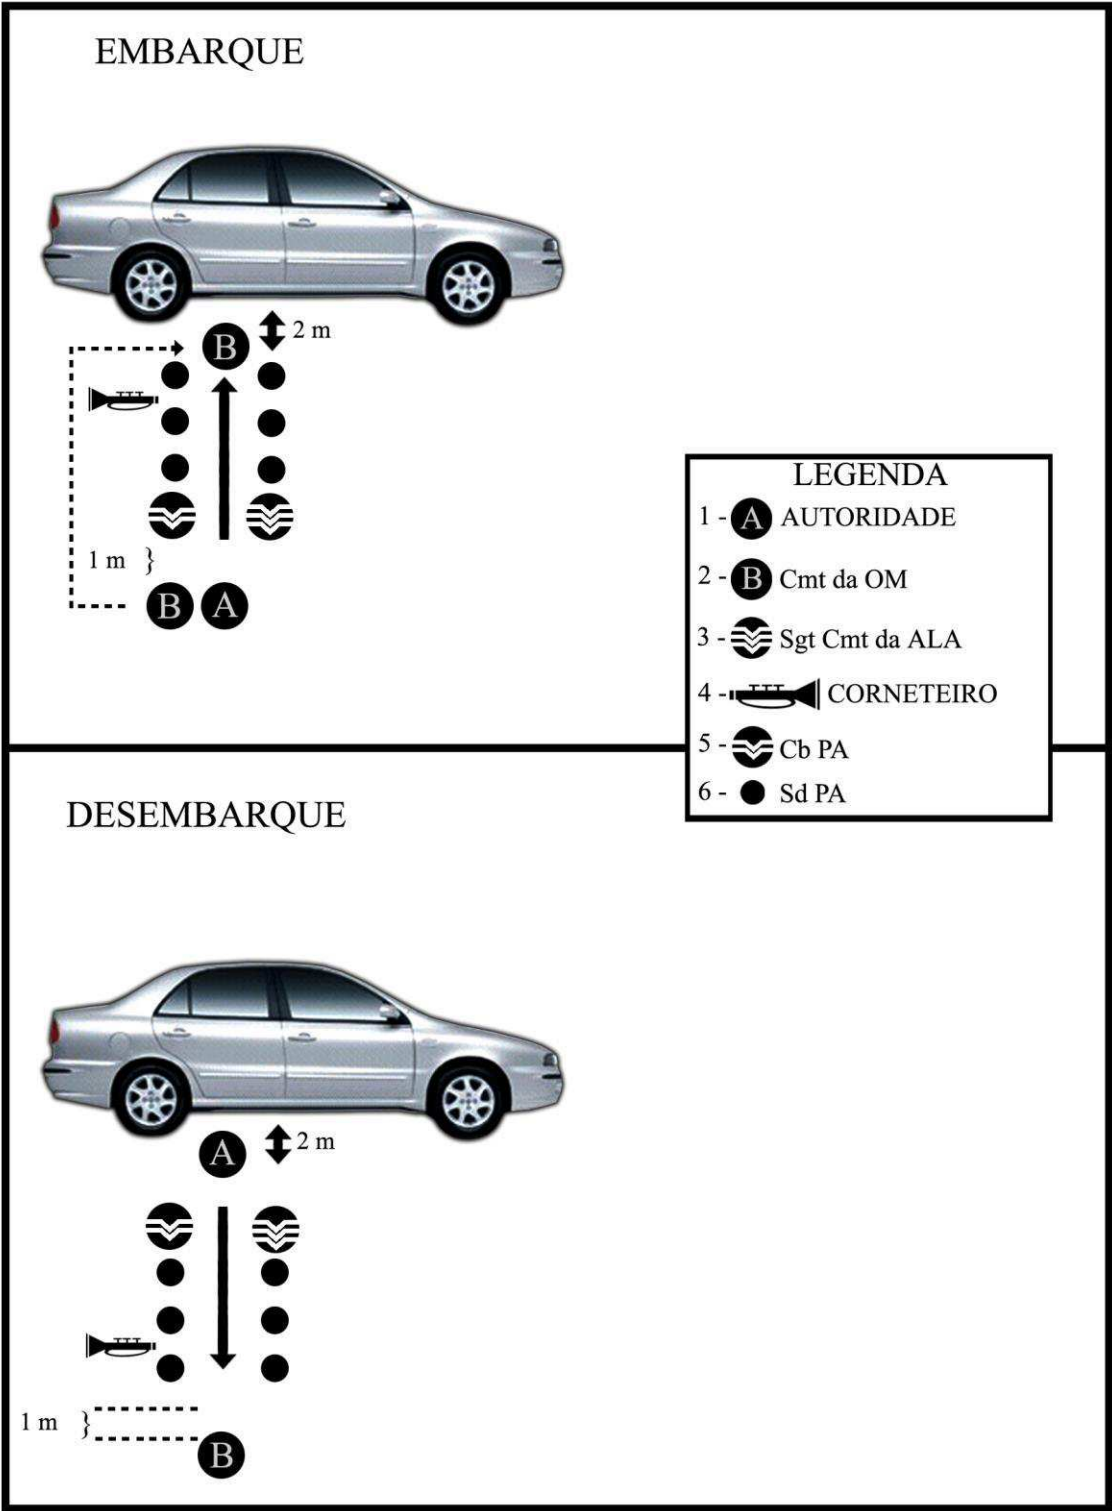 EMBARQUE
B
2 m
1 m }
B A
LEGENDA
1 - A AUTORIDADE
2 - B Cmt da OM
3 - Sgt Cmt da ALA
4 - CORNETEIRO
5 - Cb PA
6 - Sd PA
DESEMBARQUE
A
2 m
1 m }
B